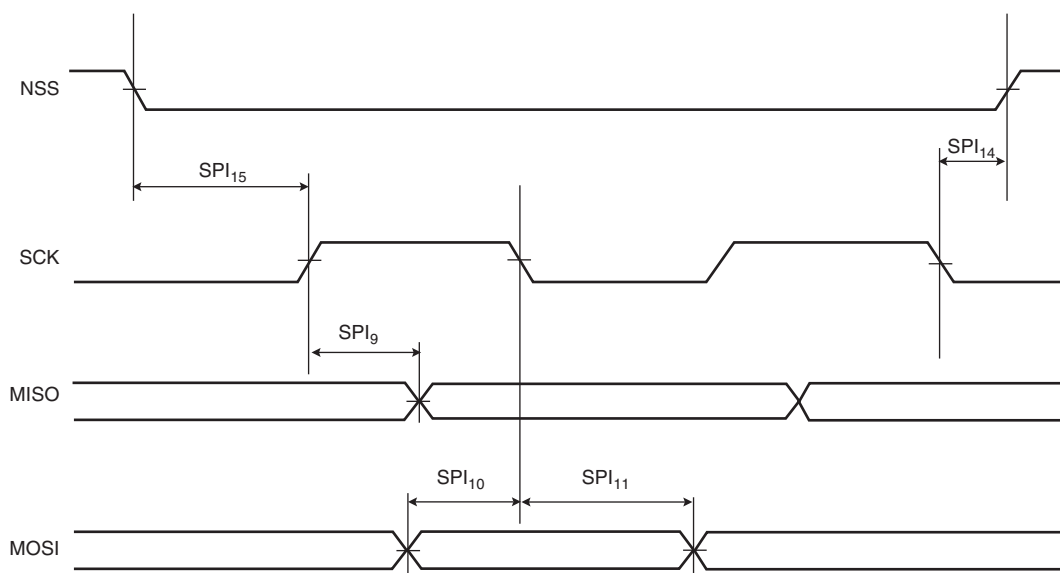 NSS
SPI₁₄
SPI₁₅
SCK
SPI₉
MISO
SPI₁₀ SPI₁₁
MOSI